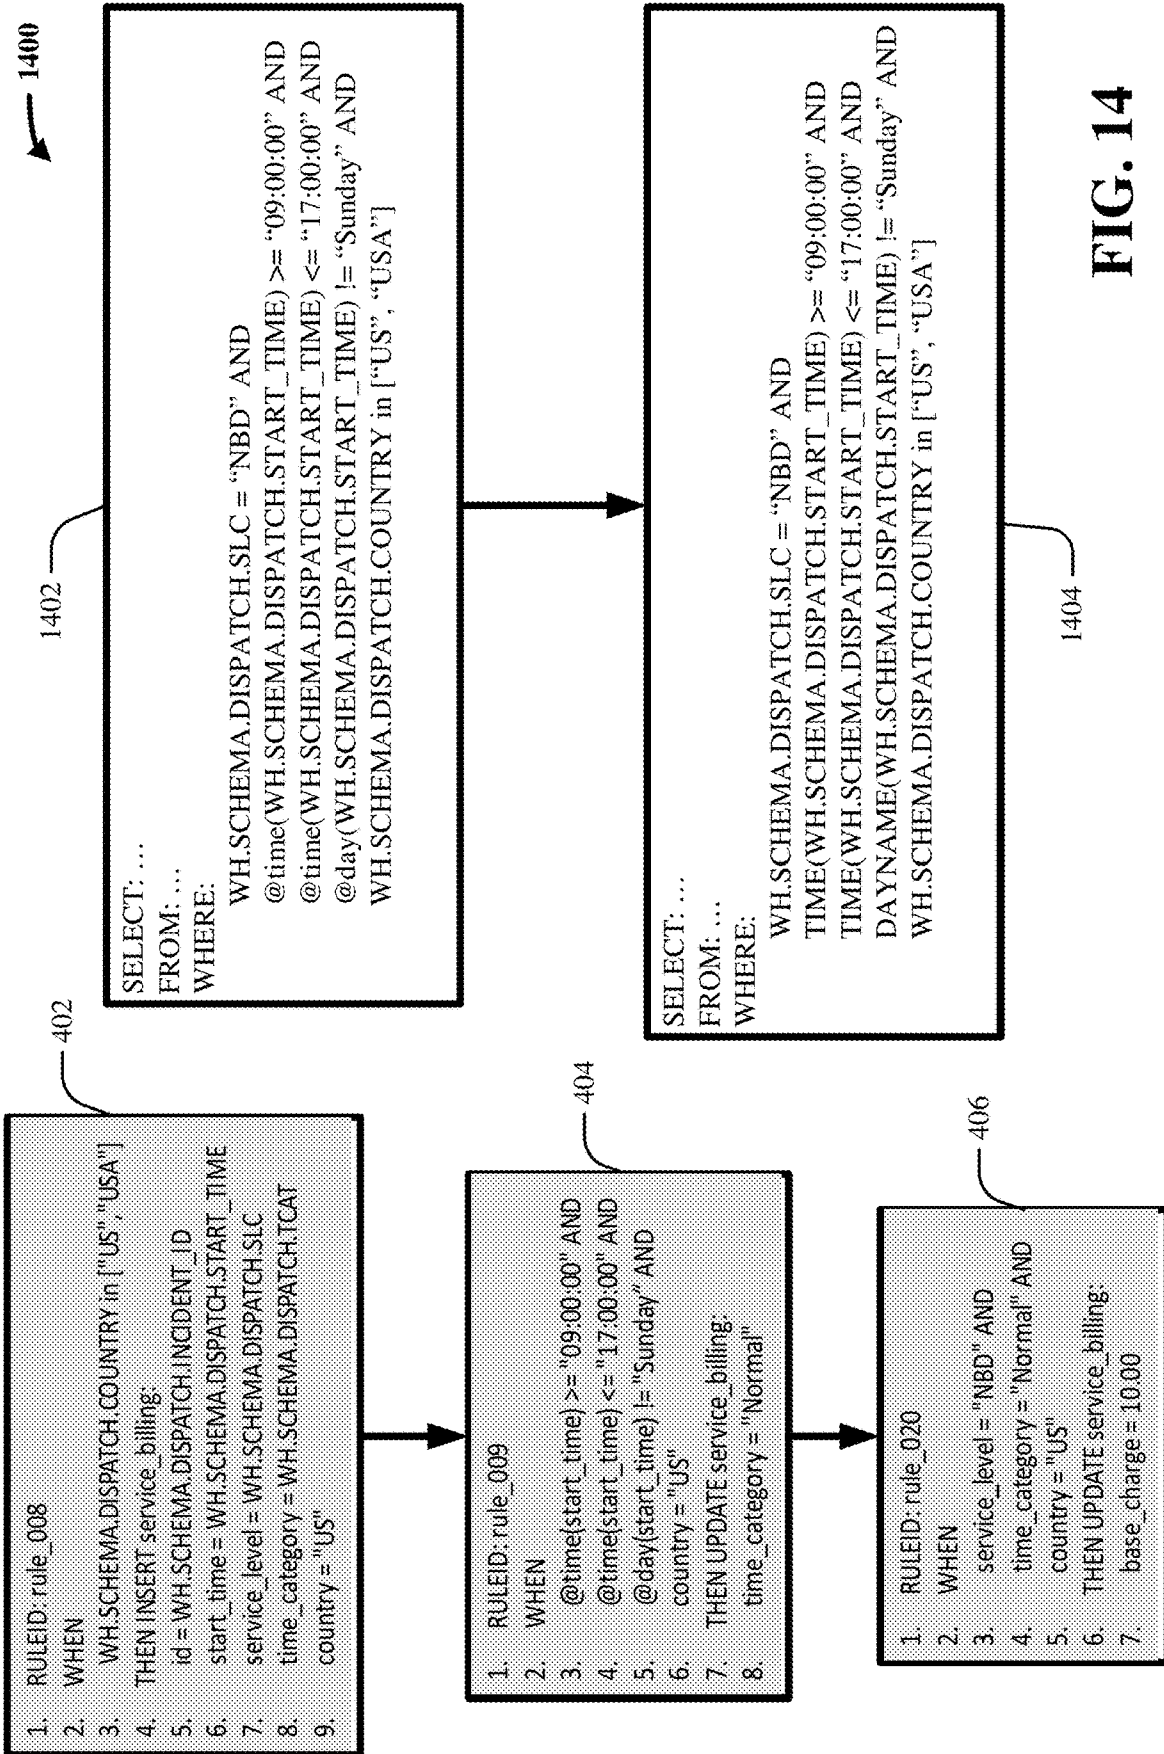 1400
402
1. RULEID: rule_008
2. WHEN
3. WH.SCHEMA.DISPATCH.COUNTRY in ["US", "USA"]
4. THEN INSERT service_billing:
5. id = WH.SCHEMA.DISPATCH.INCIDENT_ID
6. start_time = WH.SCHEMA.DISPATCH.START_TIME
7. service_level = WH.SCHEMA.DISPATCH.SLC
8. time_category = WH.SCHEMA.DISPATCH.TCAT
9. country = "US"
404
1. RULEID: rule_009
2. WHEN
3. @time(start_time) >= "09:00:00" AND
4. @time(start_time) <= "17:00:00" AND
5. @day(start_time) != "Sunday" AND
6. country = "US"
7. THEN UPDATE service_billing:
8. time_category = "Normal"
406
1. RULEID: rule_020
2. WHEN
3. service_level = "NBD" AND
4. time_category = "Normal" AND
5. country = "US"
6. THEN UPDATE service_billing:
7. base_charge = 10.00
1402
SELECT: …
FROM: …
WHERE:
WH.SCHEMA.DISPATCH.SLC = “NBD” AND
@time(WH.SCHEMA.DISPATCH.START_TIME) >= “09:00:00” AND
@time(WH.SCHEMA.DISPATCH.START_TIME) <= “17:00:00” AND
@day(WH.SCHEMA.DISPATCH.START_TIME) != “Sunday” AND
WH.SCHEMA.DISPATCH.COUNTRY in [“US”, “USA”]
SELECT: …
FROM: …
WHERE:
WH.SCHEMA.DISPATCH.SLC = “NBD” AND
TIME(WH.SCHEMA.DISPATCH.START_TIME) >= “09:00:00” AND
TIME(WH.SCHEMA.DISPATCH.START_TIME) <= “17:00:00” AND
DAYNAME(WH.SCHEMA.DISPATCH.START_TIME) != “Sunday” AND
WH.SCHEMA.DISPATCH.COUNTRY in [“US”, “USA”]
1404
FIG. 14